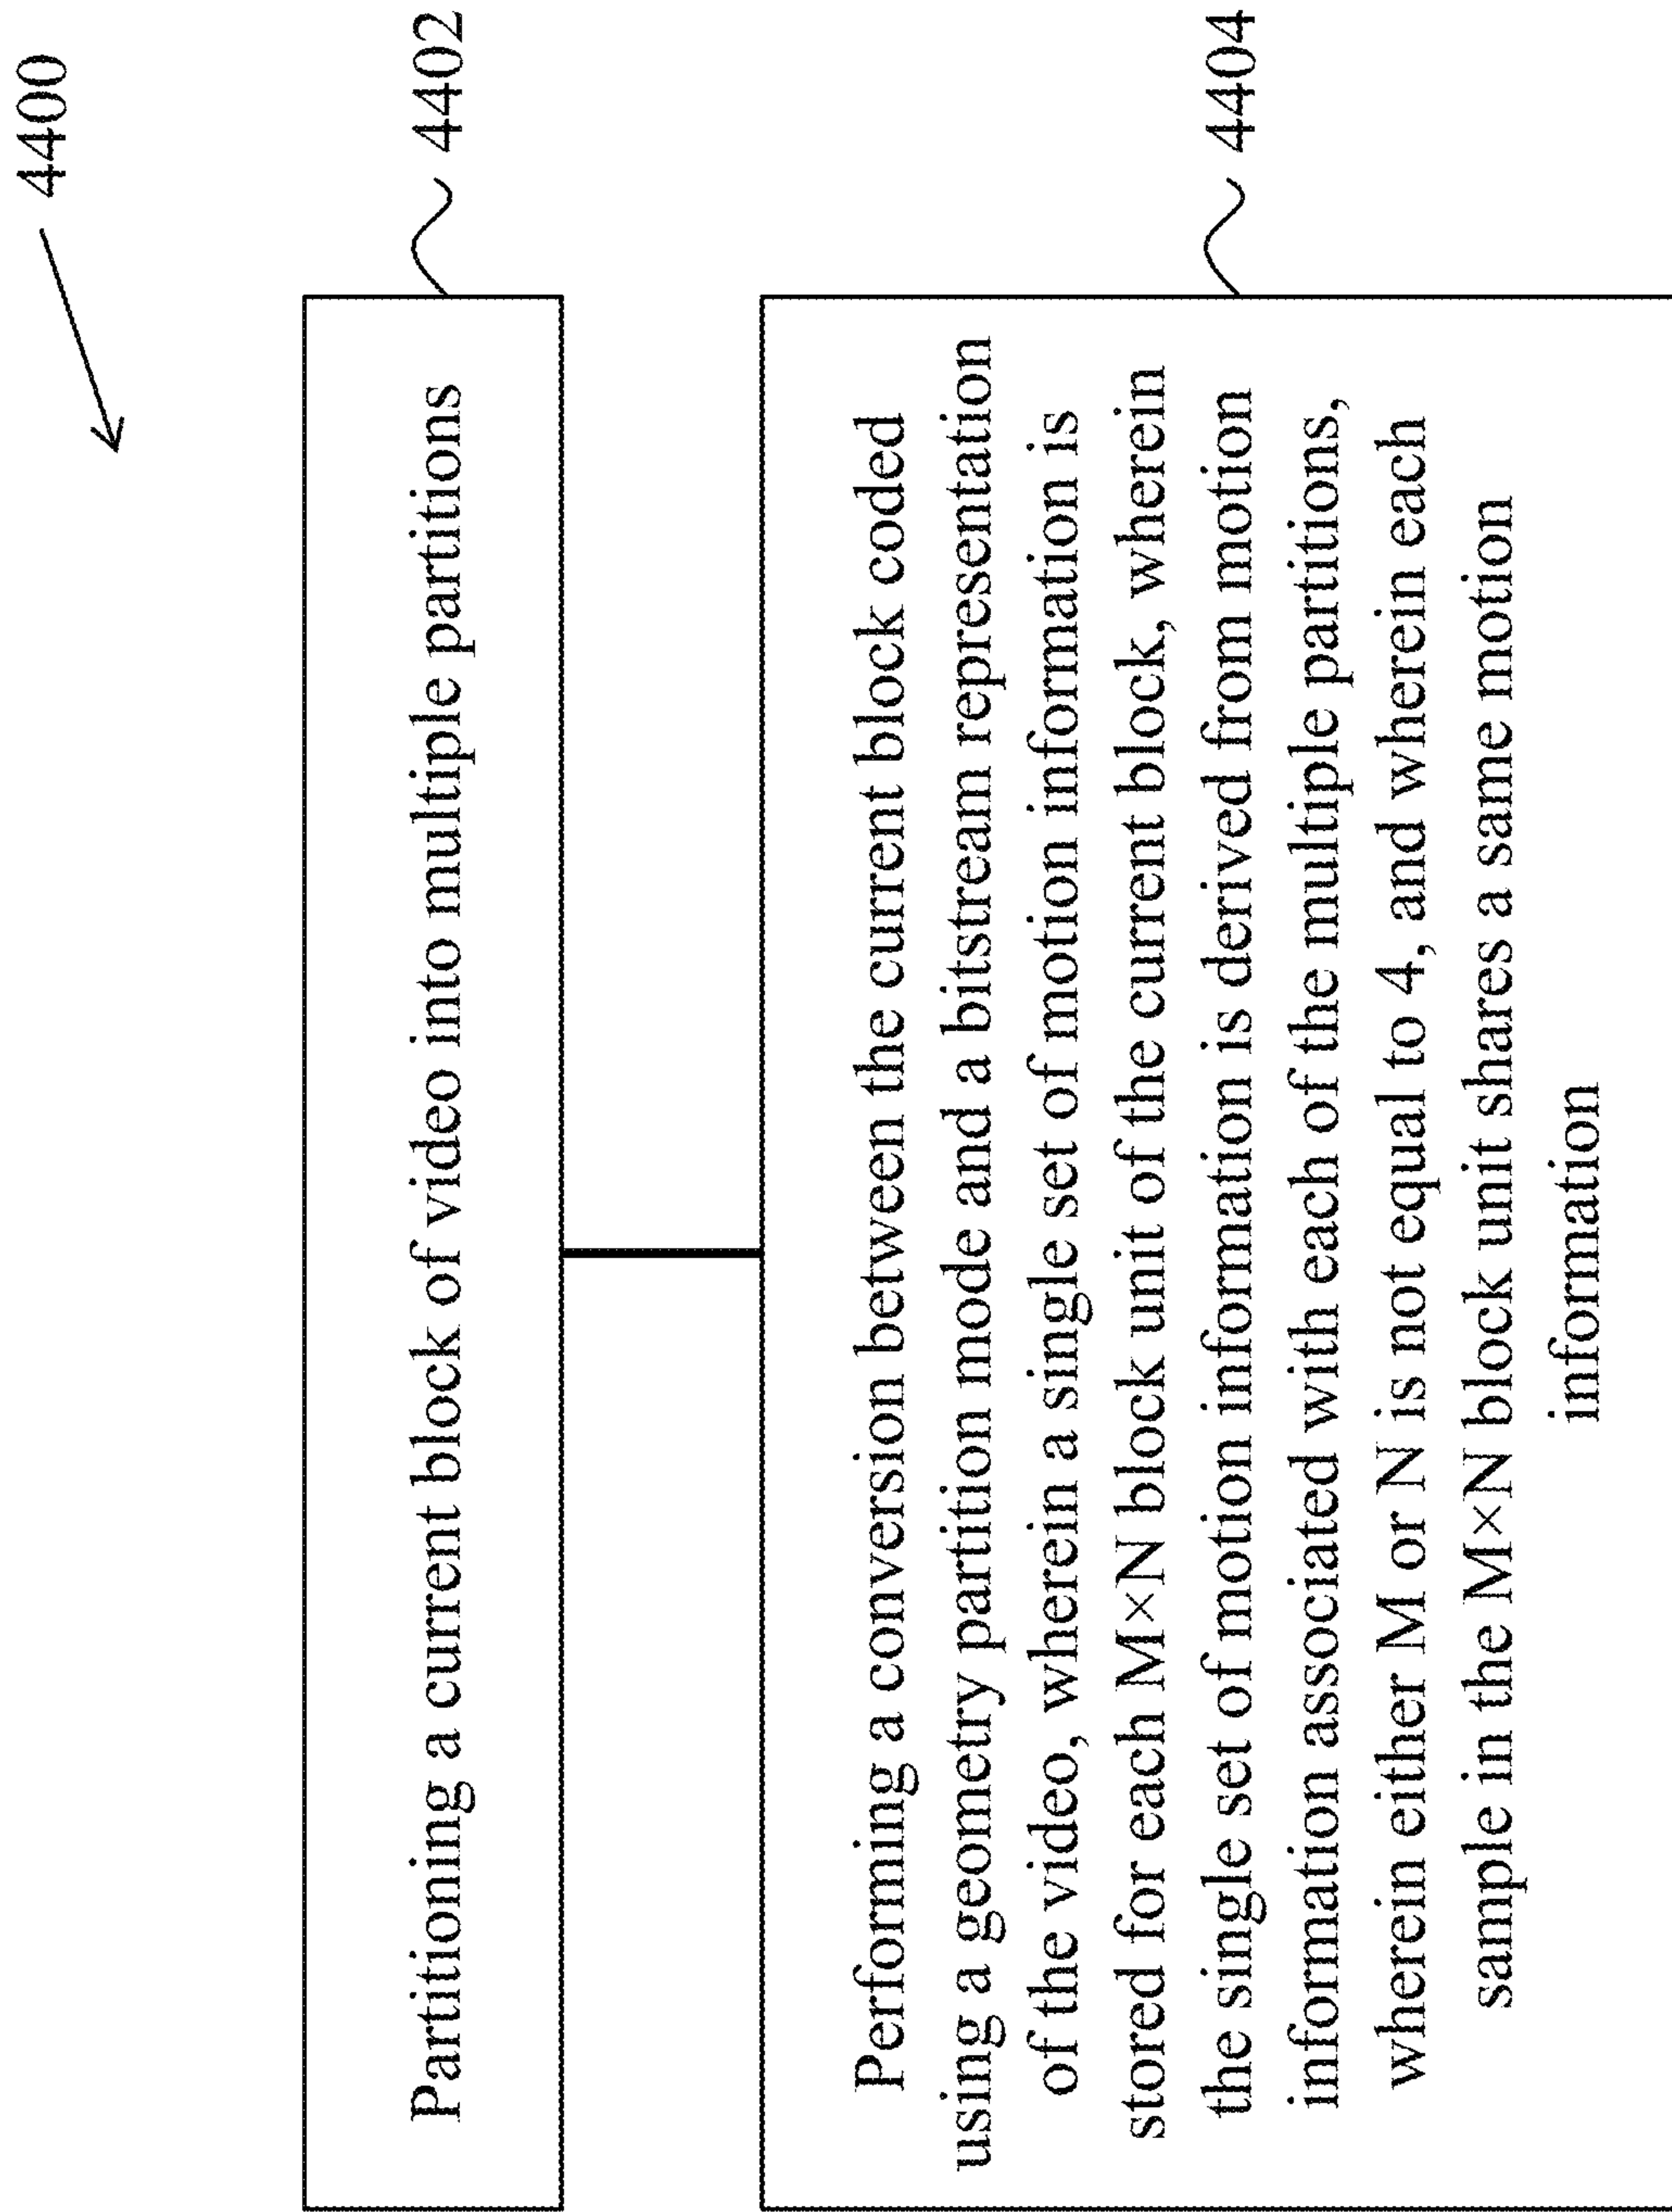 4400
Partitioning a current block of video into multiple partitions
4402
Performing a conversion between the current block coded
using a geometry partition mode and a bitstream representation
of the video, wherein a single set of motion information is
stored for each M×N block unit of the current block, wherein
the single set of motion information is derived from motion
information associated with each of the multiple partitions,
wherein either M or N is not equal to 4, and wherein each
sample in the M×N block unit shares a same motion
information
4404